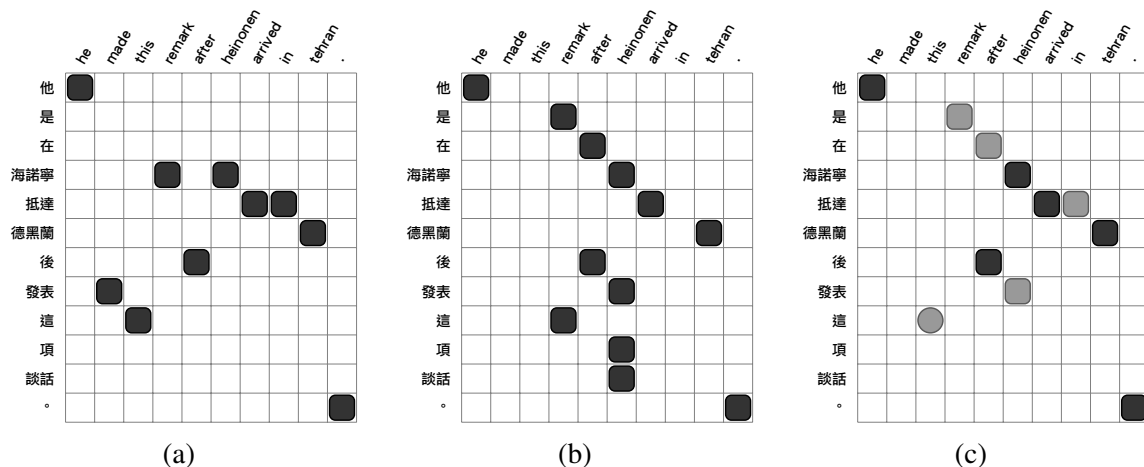 he made this remark after heinonen arrived in tehran .
他
是
在
海諾寧
抵達
德黑蘭
後
發表
這
項
談話
。
(a)
he made this remark after heinonen arrived in tehran .
他
是
在
海諾寧
抵達
德黑蘭
後
發表
這
項
談話
。
(b)
he made this remark after heinonen arrived in tehran .
他
是
在
海諾寧
抵達
德黑蘭
後
發表
這
項
談話
。
(c)